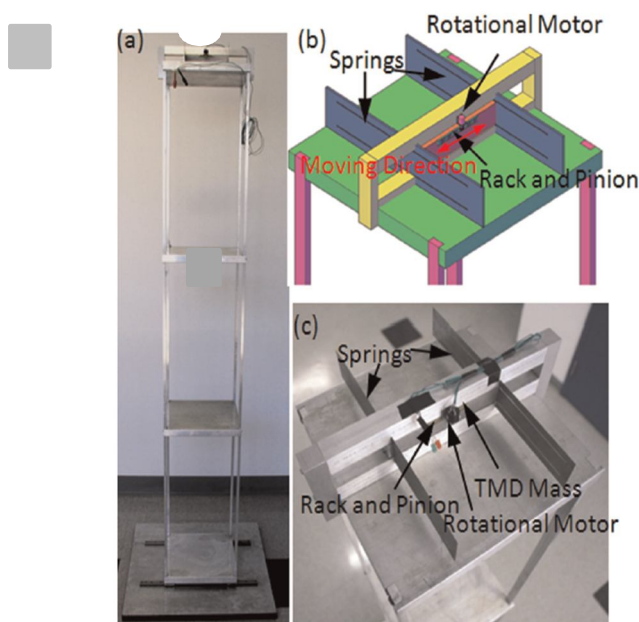 (a)
(b)
Rotational Motor
Springs
Moving Direction
Rack and Pinion
(c)
Springs
TMD Mass
Rack and Pinion
Rotational Motor